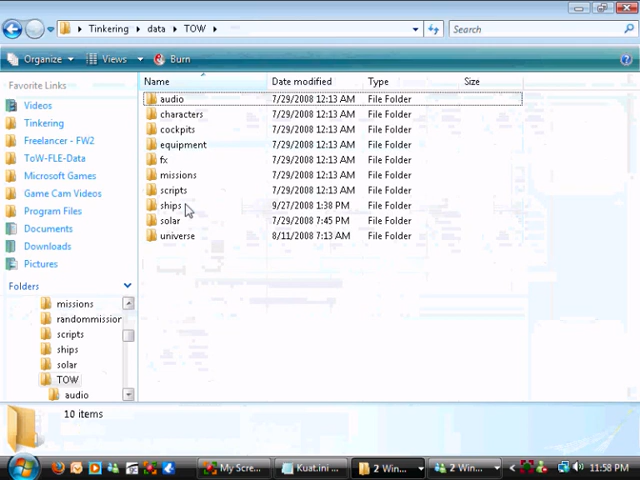 Tinkering ▸ data ▸ TOW ▸
Search
Organize Views Burn
Favorite Links
Videos
Tinkering
Freelancer - FW2
ToW-FLE-Data
Microsoft Games
Game Cam Videos
Program Files
Documents
Downloads
Pictures
Folders
missions
randommission
scripts
ships
solar
TOW
audio
Name Date modified Type Size
audio 7/29/2008 12:13 AM File Folder
characters 7/29/2008 12:13 AM File Folder
cockpits 7/29/2008 12:13 AM File Folder
equipment 7/29/2008 12:13 AM File Folder
fx 7/29/2008 12:13 AM File Folder
missions 7/29/2008 12:13 AM File Folder
scripts 7/29/2008 12:13 AM File Folder
ships 9/27/2008 1:38 PM File Folder
solar 7/29/2008 7:45 PM File Folder
universe 8/11/2008 7:13 AM File Folder
10 items
My Scre... Kuat.ini ... 2 Win... 2 Win... 11:58 PM